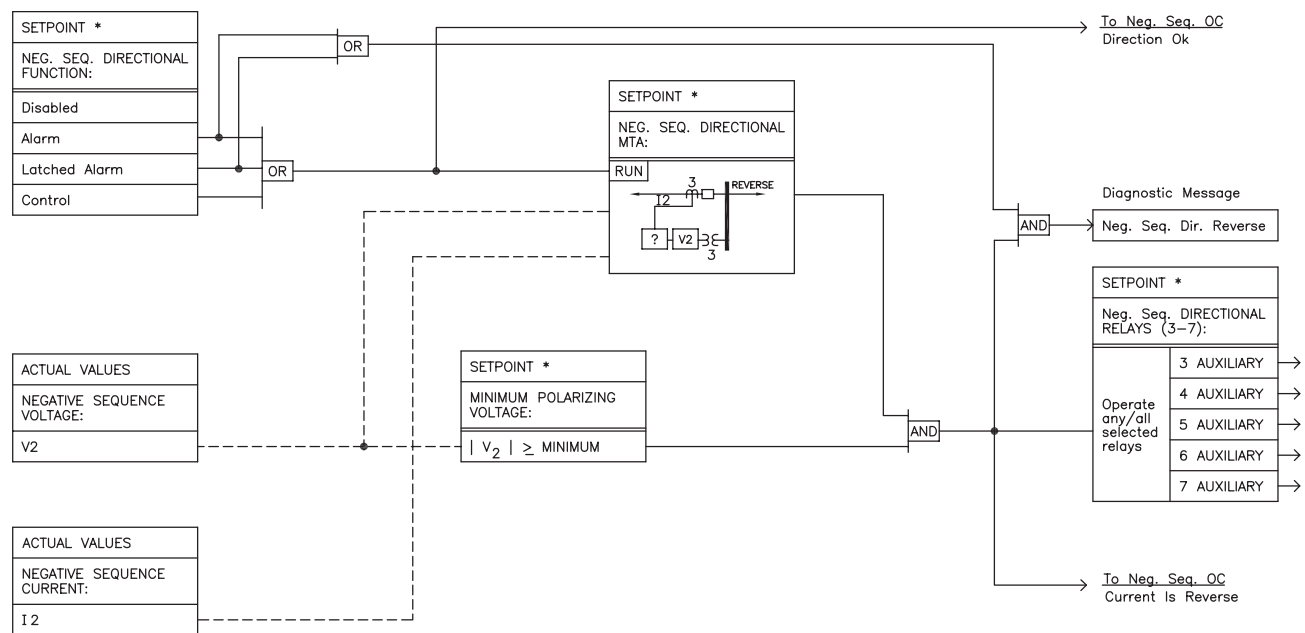 SETPOINT *
NEG. SEQ. DIRECTIONAL
FUNCTION:
Disabled
Alarm
Latched Alarm
Control
OR
OR
To Neg. Seq. OC
Direction Ok
SETPOINT *
NEG. SEQ. DIRECTIONAL
MTA:
RUN
3
REVERSE
I2
?
V2
3
Diagnostic Message
AND
Neg. Seq. Dir. Reverse
SETPOINT *
Neg. Seq. DIRECTIONAL
RELAYS (3-7):
Operate
any/all
selected
relays
3 AUXILIARY
4 AUXILIARY
5 AUXILIARY
6 AUXILIARY
7 AUXILIARY
ACTUAL VALUES
NEGATIVE SEQUENCE
VOLTAGE:
V2
SETPOINT *
MINIMUM POLARIZING
VOLTAGE:
| V2 | ≥ MINIMUM
AND
ACTUAL VALUES
NEGATIVE SEQUENCE
CURRENT:
I2
To Neg. Seq. OC
Current Is Reverse